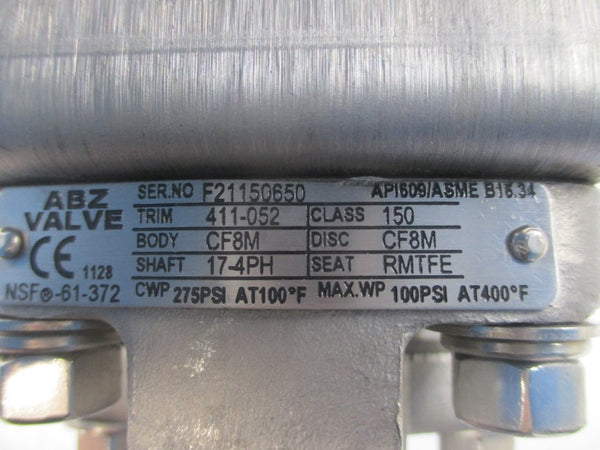 ABZ VALVE
CE 1128
NSF®-61-372
SER.NO F21150650 API609/ASME B16.34
TRIM 411-052 CLASS 150
BODY CF8M DISC CF8M
SHAFT 17-4PH SEAT RMTFE
CWP 275PSI AT100°F MAX.WP 100PSI AT400°F